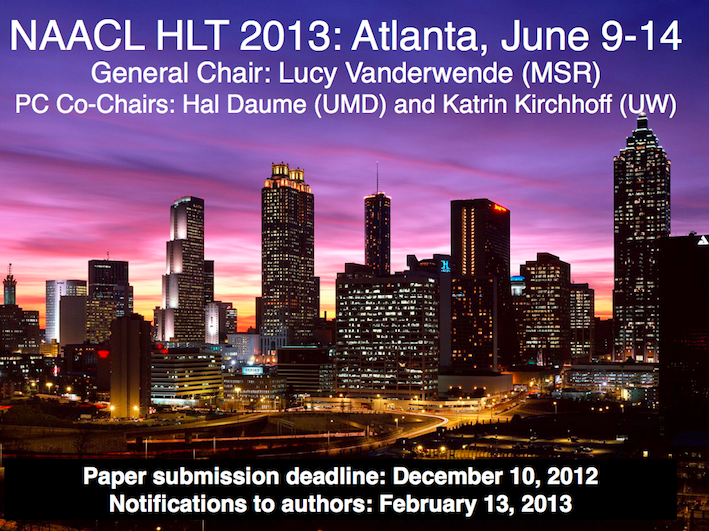 NAACL HLT 2013: Atlanta, June 9-14
General Chair: Lucy Vanderwende (MSR)
PC Co-Chairs: Hal Daume (UMD) and Katrin Kirchhoff (UW)
Paper submission deadline: December 10, 2012
Notifications to authors: February 13, 2013